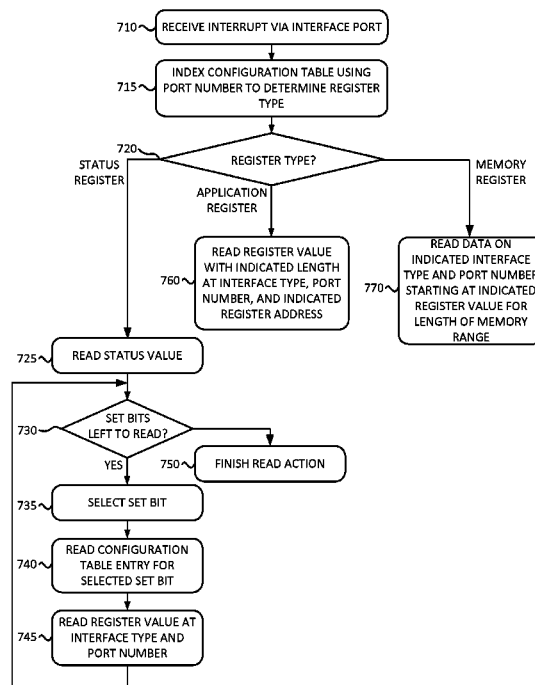 710
RECEIVE INTERRUPT VIA INTERFACE PORT
715
INDEX CONFIGURATION TABLE USING
PORT NUMBER TO DETERMINE REGISTER
TYPE
720
REGISTER TYPE?
STATUS
REGISTER
APPLICATION
REGISTER
MEMORY
REGISTER
760
READ REGISTER VALUE
WITH INDICATED LENGTH
AT INTERFACE TYPE, PORT
NUMBER, AND INDICATED
REGISTER ADDRESS
770
READ DATA ON
INDICATED INTERFACE
TYPE AND PORT NUMBER
STARTING AT INDICATED
REGISTER VALUE FOR
LENGTH OF MEMORY
RANGE
725
READ STATUS VALUE
730
SET BITS
LEFT TO READ?
YES
750
FINISH READ ACTION
735
SELECT SET BIT
740
READ CONFIGURATION
TABLE ENTRY FOR
SELECTED SET BIT
745
READ REGISTER VALUE AT
INTERFACE TYPE AND
PORT NUMBER